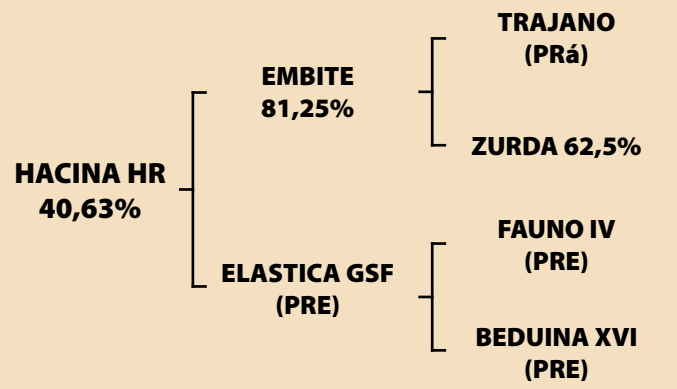 HACINA HR
40,63%
EMBITE
81,25%
ELASTICA GSF
(PRE)
TRAJANO
(PRá)
ZURDA 62,5%
FAUNO IV
(PRE)
BEDUINA XVI
(PRE)